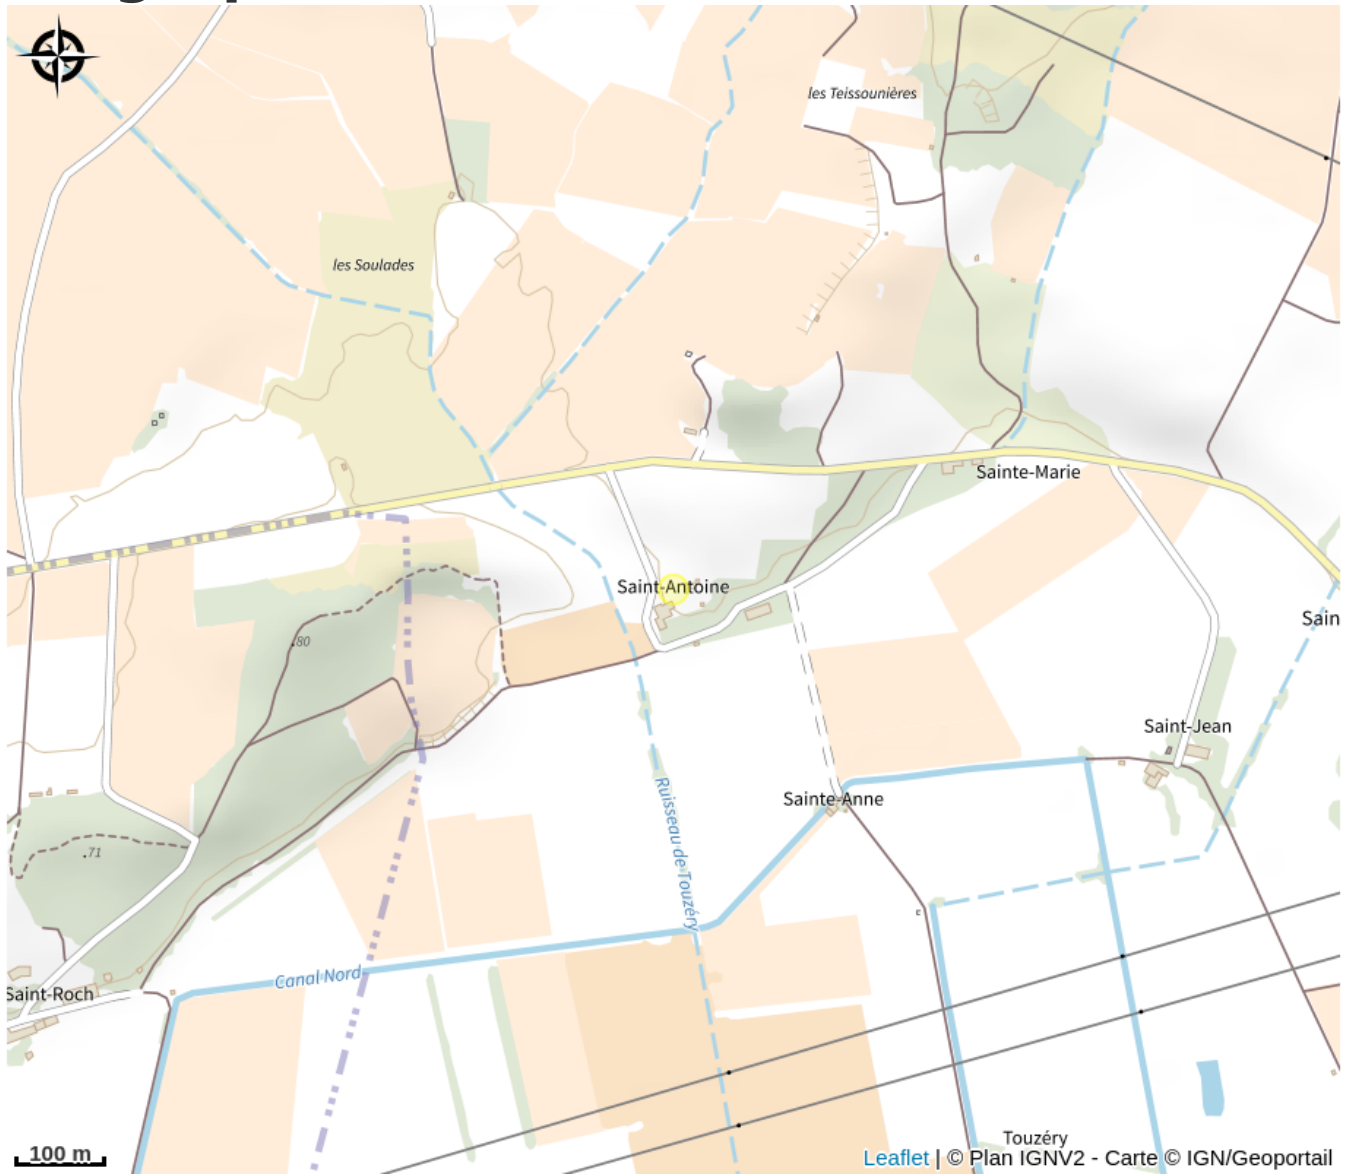 les Teissounières
les Soulades
Sainte-Marie
Saint-Antoine
Sain
80
Saint-Jean
Sainte-Anne
Ruisseau de Touzéry
71
Canal Nord
Saint-Roch
Touzéry
100 m
Leaflet | © Plan IGNV2 - Carte © IGN/Geoportail